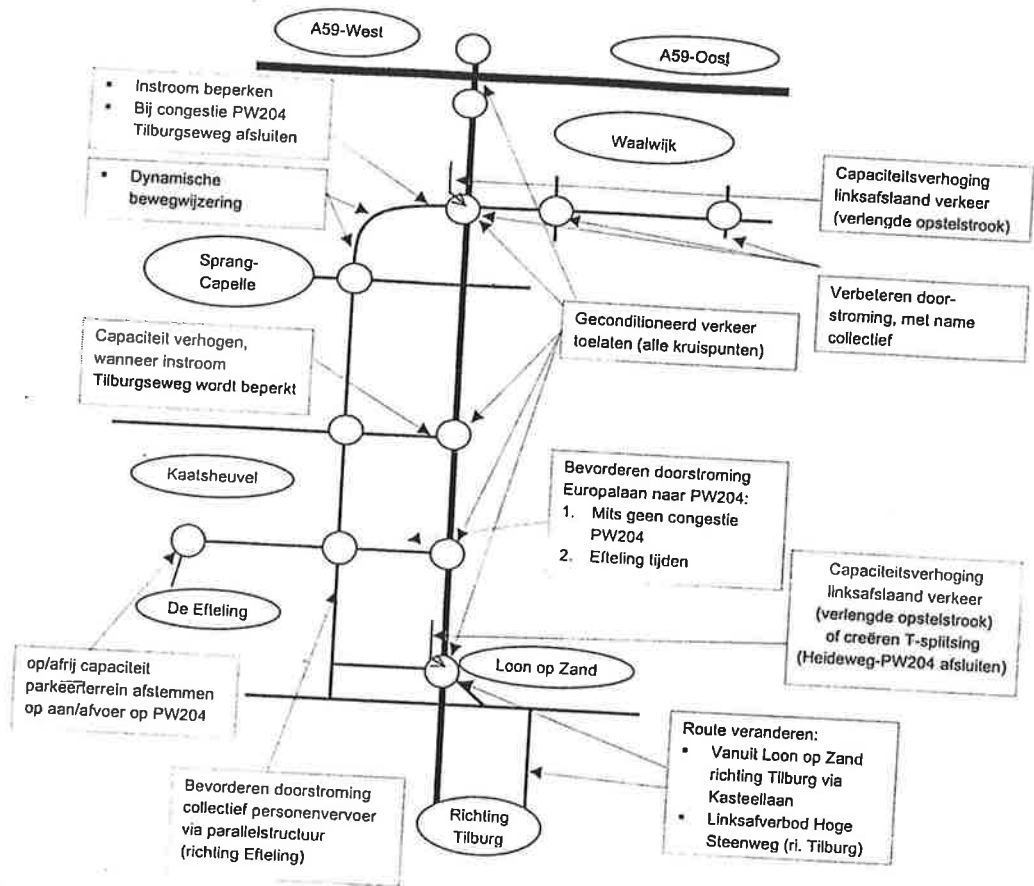 A59-West
A59-Oost
▪ Instroom beperken
▪ Bij congestie PW204
Tilburgseweg afsluiten
Waalwijk
▪ Dynamische
bewegwijzering
Capaciteitsverhoging
linksafslaand verkeer
(verlengde opstelstrook)
Sprang-
Capelle
Verbeteren door-
stroming, met name
collectief
Geconditioneerd verkeer
toelaten (alle kruispunten)
Capaciteit verhogen,
wanneer instroom
Tilburgseweg wordt beperkt
Kaatsheuvel
Bevorderen doorstroming
Europalaan naar PW204:
1. Mits geen congestie
PW204
2. Efteling tijden
De Efteling
Capaciteitsverhoging
linksafslaand verkeer
(verlengde opstelstrook)
of creëren T-splitsing
(Heideweg-PW204 afsluiten)
Loon op Zand
op/afrij capaciteit
parkeerterrein afstemmen
op aan/afvoer op PW204
Route veranderen:
▪ Vanuit Loon op Zand
richting Tilburg via
Kasteellaan
▪ Linksafverbod Hoge
Steenweg (ri. Tilburg)
Bevorderen doorstroming
collectief personenvervoer
via parallelstructuur
(richting Efteling)
Richting
Tilburg